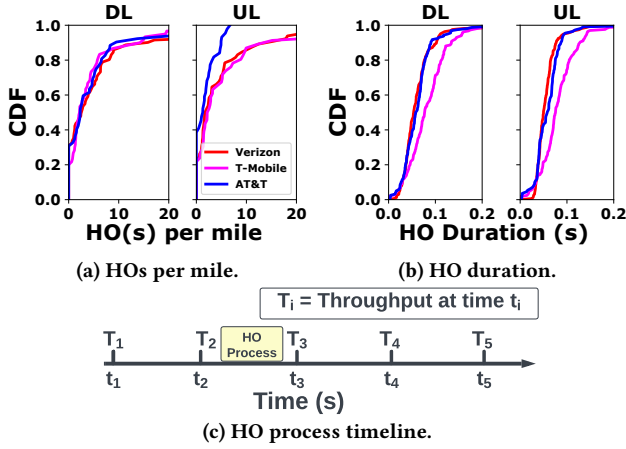 DL UL
CDF
1.0
0.8
0.6
0.4
0.2
0.0
0 10 20 0 10 20
Verizon
T-Mobile
AT&T
HO(s) per mile
(a) HOs per mile.
DL UL
CDF
1.0
0.8
0.6
0.4
0.2
0.0
0.0 0.1 0.2 0.0 0.1 0.2
HO Duration (s)
(b) HO duration.
Tᵢ = Throughput at time tᵢ
T₁ T₂ HO Process T₃ T₄ T₅
t₁ t₂ t₃ t₄ t₅
Time (s)
(c) HO process timeline.